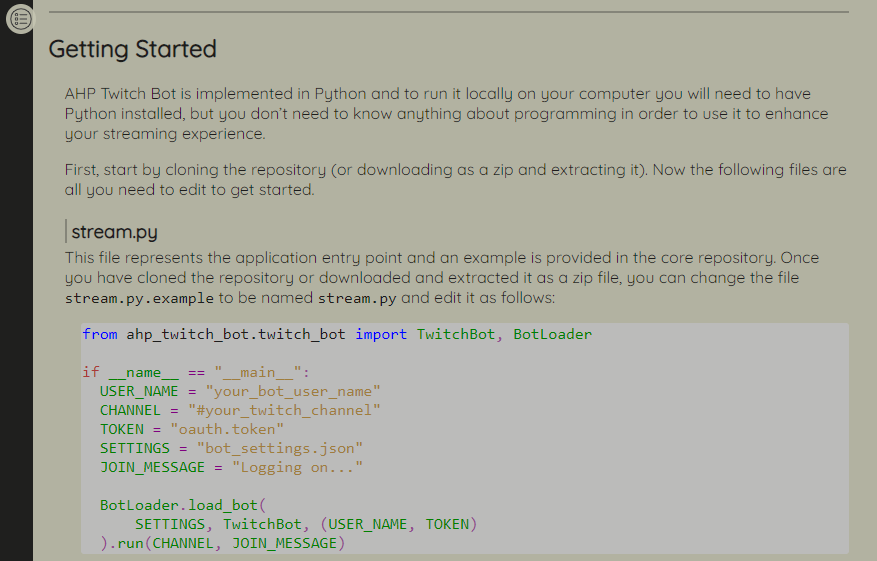 Getting Started
AHP Twitch Bot is implemented in Python and to run it locally on your computer you will need to have
Python installed, but you don't need to know anything about programming in order to use it to enhance
your streaming experience.
First, start by cloning the repository (or downloading as a zip and extracting it). Now the following files are
all you need to edit to get started.
stream.py
This file represents the application entry point and an example is provided in the core repository. Once
you have cloned the repository or downloaded and extracted it as a zip file, you can change the file
stream.py.example to be named stream.py and edit it as follows:
from ahp_twitch_bot.twitch_bot import TwitchBot, BotLoader
if __name__ == "__main__":
  USER_NAME = "your_bot_user_name"
  CHANNEL = "#your_twitch_channel"
  TOKEN = "oauth.token"
  SETTINGS = "bot_settings.json"
  JOIN_MESSAGE = "Logging on..."
  BotLoader.load_bot(
      SETTINGS, TwitchBot, (USER_NAME, TOKEN)
  ).run(CHANNEL, JOIN_MESSAGE)